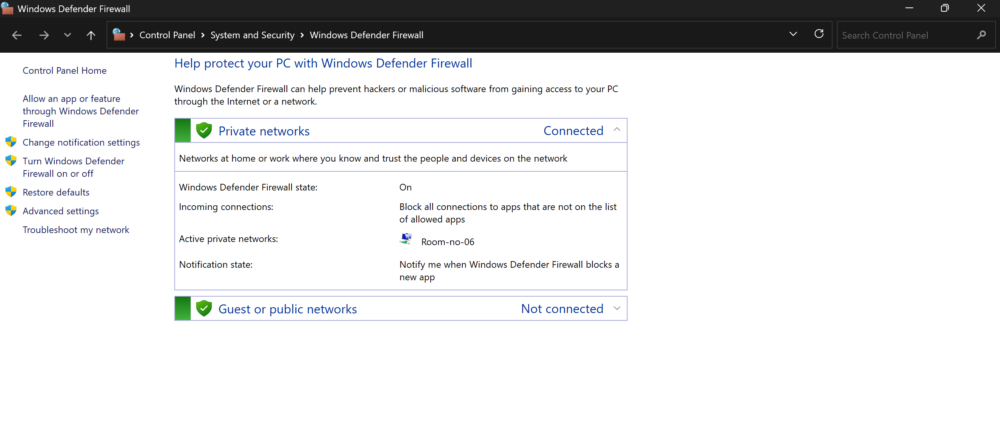 Windows Defender Firewall
Control Panel > System and Security > Windows Defender Firewall
Search Control Panel
Control Panel Home
Allow an app or feature
through Windows Defender
Firewall
Change notification settings
Turn Windows Defender
Firewall on or off
Restore defaults
Advanced settings
Troubleshoot my network
Help protect your PC with Windows Defender Firewall
Windows Defender Firewall can help prevent hackers or malicious software from gaining access to your PC
through the Internet or a network.
Private networks Connected
Networks at home or work where you know and trust the people and devices on the network
Windows Defender Firewall state: On
Incoming connections: Block all connections to apps that are not on the list
of allowed apps
Active private networks: Room-no-06
Notification state: Notify me when Windows Defender Firewall blocks a
new app
Guest or public networks Not connected